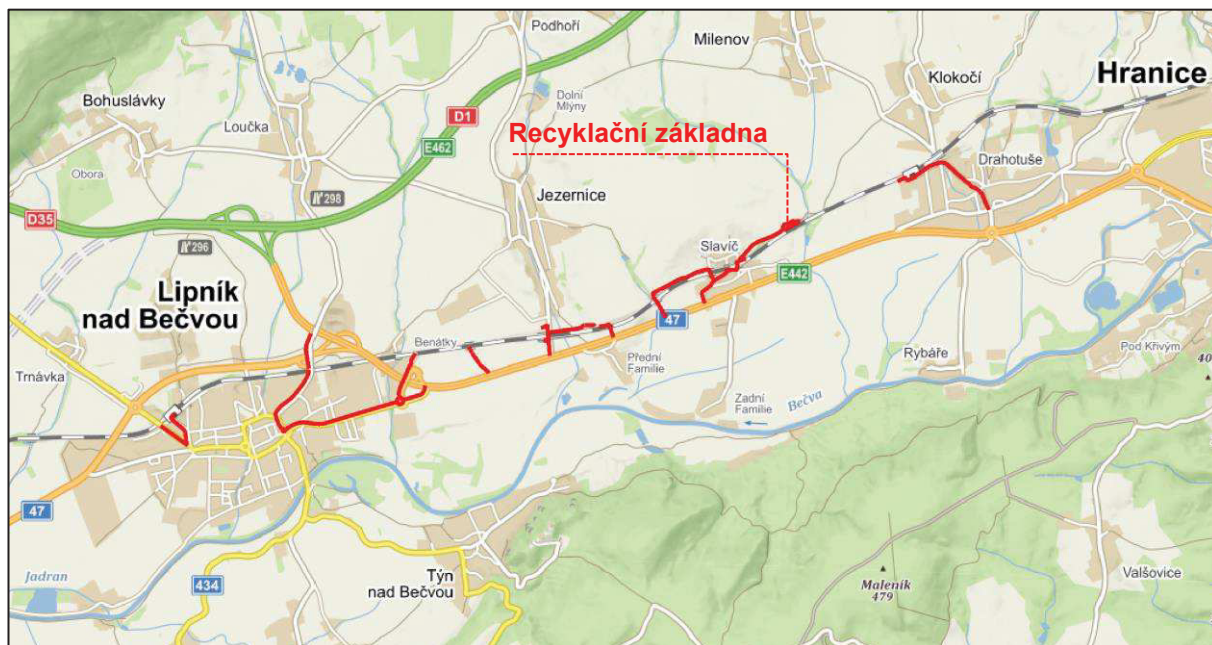 Podhoří
Milenov
Hranice
Klokočí
Bohuslávky
Dolní
Mlýny
D1
Loučka
Recyklační základna
E462
Drahotuše
Obora
298
Jezernice
D35
296
Slavíč
E442
Lipník
nad Bečvou
47
Benátky
Pod Křivým
Rybáře
Trnávka
Přední
Familie
40
Zadní
Familie
Bečva
47
Jadran
Týn
nad Bečvou
434
Maleník
479
Valšovice